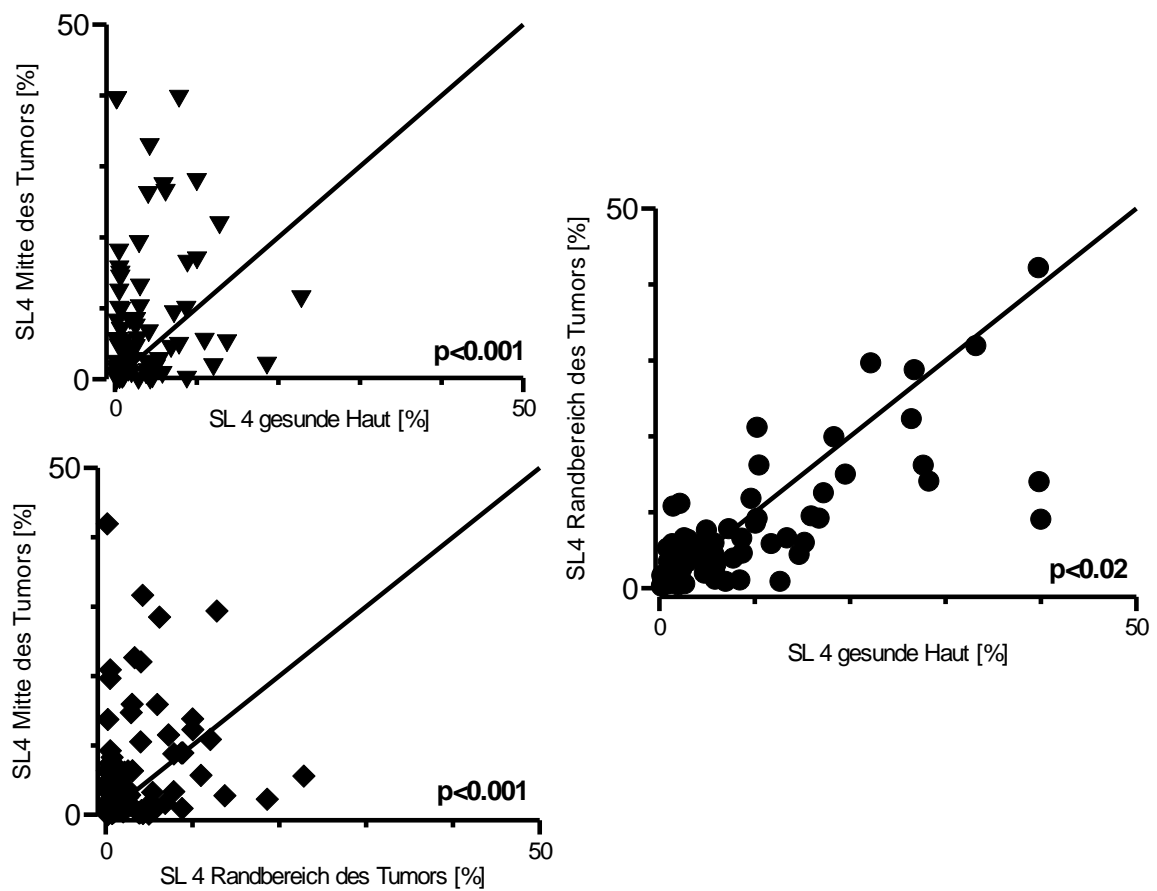 50
SL4 Mitte des Tumors [%]
p<0.001
0
0
50
SL 4 gesunde Haut [%]
50
SL4 Randbereich des Tumors [%]
p<0.02
0
0
50
SL 4 gesunde Haut [%]
50
SL4 Mitte des Tumors [%]
p<0.001
0
0
50
SL 4 Randbereich des Tumors [%]